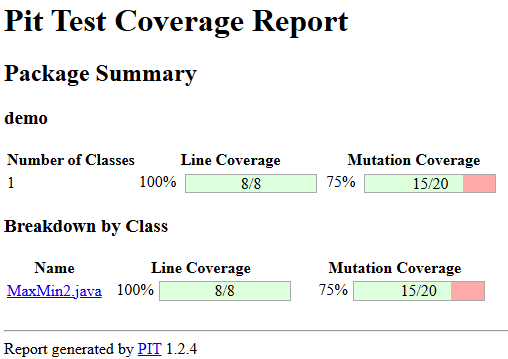 Pit Test Coverage Report
Package Summary
demo
Number of Classes Line Coverage Mutation Coverage
1 100% 8/8 75% 15/20
Breakdown by Class
Name Line Coverage Mutation Coverage
MaxMin2.java 100% 8/8 75% 15/20
Report generated by PIT 1.2.4